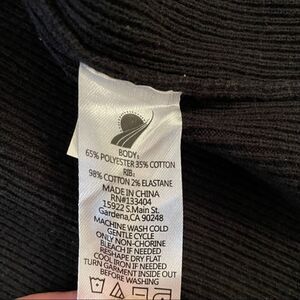 BODY:
65% POLYESTER 35% COTTON
RIB:
98% COTTON 2% ELASTANE
MADE IN CHINA
RN#133404
15922 S.Main St.
Gardena,CA 90248
MACHINE WASH COLD
GENTLE CYCLE
ONLY NON-CHORINE
BLEACH IF NEEDED
RESHAPE DRY FLAT
COOL IRON IF NEEDED
TURN GARMENT INSIDE OUT
BEFORE WASHING